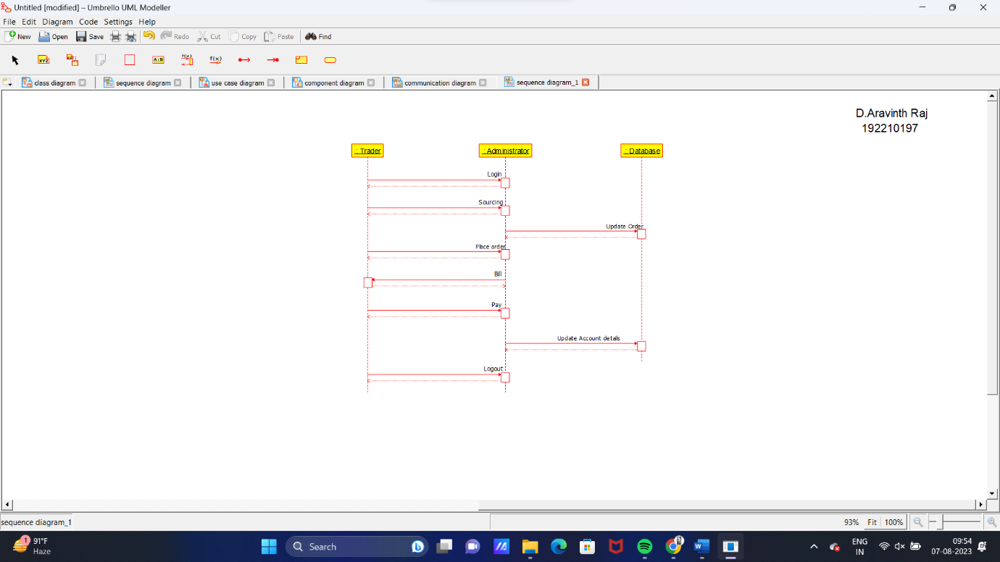 Untitled [modified] – Umbrello UML Modeller
File Edit Diagram Code Settings Help
New Open Save Redo Cut Copy Paste Find
XYZ A:B f(x) f(x)
class diagram sequence diagram use case diagram component diagram communication diagram sequence diagram_1
D.Aravinth Raj
192210197
: Trader : Administrator : Database
Login
Sourcing
Update Order
Place order
Bill
Pay
Update Account details
Logout
sequence diagram_1 93% Fit 100%
1 91°F
Haze
Search
ENG
IN
09:54
07-08-2023